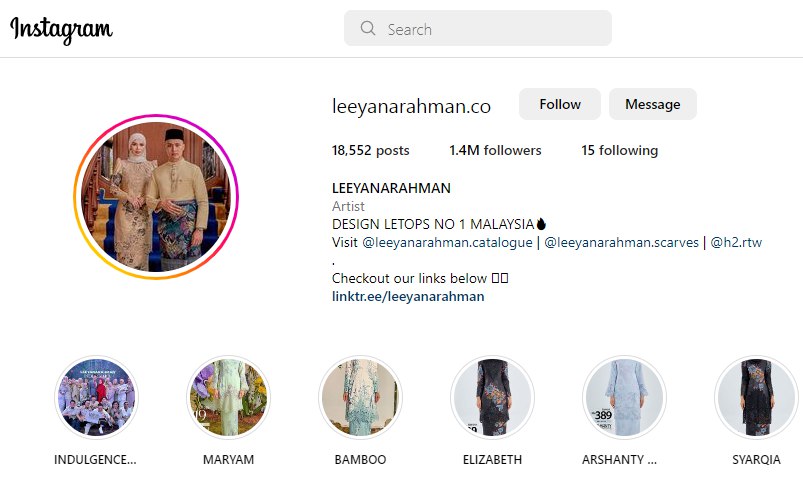 Instagram
Search
leeyanarahman.co
Follow
Message
18,552 posts
1.4M followers
15 following
LEEYANARAHMAN
Artist
DESIGN LETOPS NO 1 MALAYSIA🔥
Visit @leeyanarahman.catalogue | @leeyanarahman.scarves | @h2.rtw
.
Checkout our links below
linktr.ee/leeyanarahman
389
INDULGENCE...
MARYAM
BAMBOO
ELIZABETH
ARSHANTY ...
SYARQIA